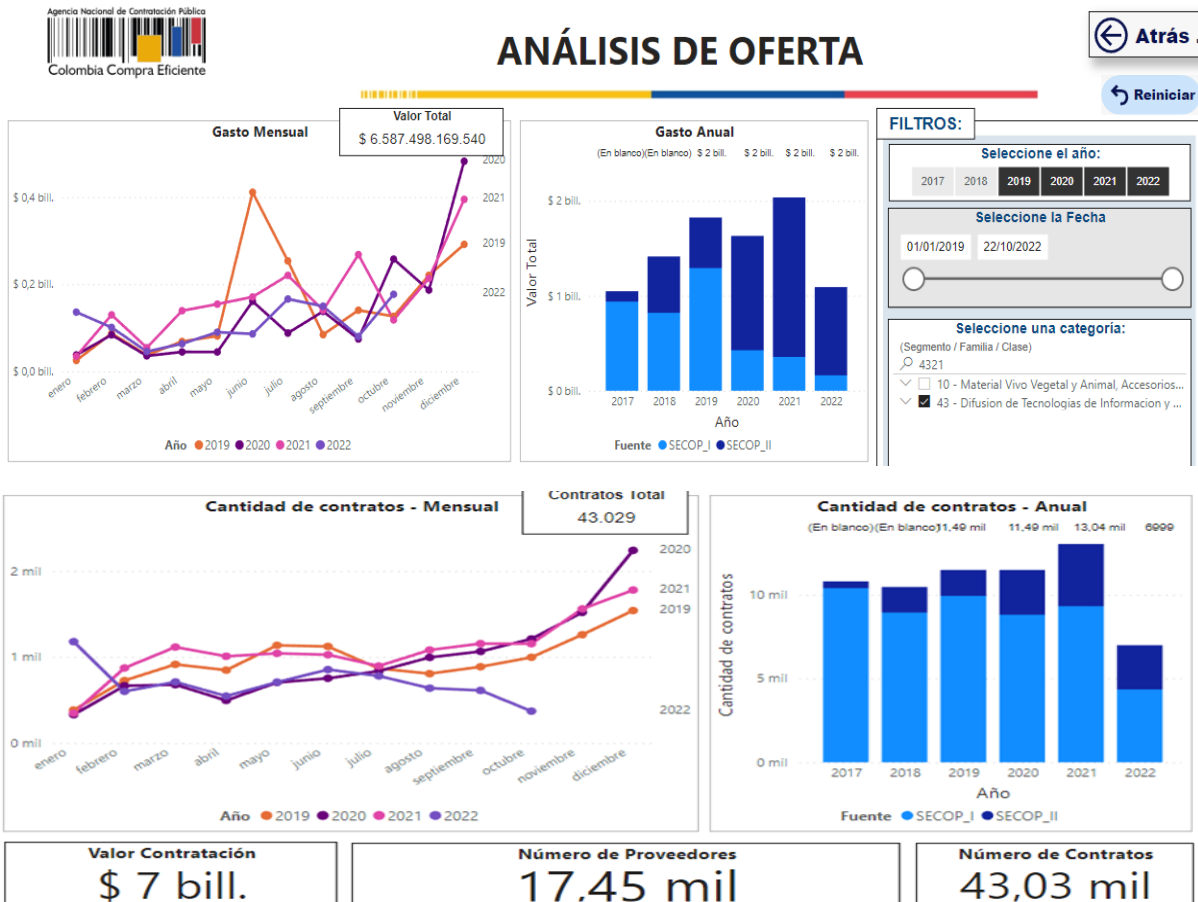 Agencia Nacional de Contratación Pública
Colombia Compra Eficiente
ANÁLISIS DE OFERTA
Atrás .
Reiniciar
Gasto Mensual
Valor Total
$ 6.587.498.169.540
$ 0,4 bill.
$ 0,2 bill.
$ 0,0 bill.
2020
2021
2019
2022
enero
febrero
marzo
abril
mayo
junio
julio
agosto
septiembre
octubre
noviembre
diciembre
Año 2019 2020 2021 2022
Gasto Anual
(En blanco)(En blanco) $ 2 bill. $ 2 bill. $ 2 bill. $ 2 bill.
Valor Total
$ 2 bill.
$ 1 bill.
$ 0 bill.
2017 2018 2019 2020 2021 2022
Año
Fuente SECOP_I SECOP_II
FILTROS:
Seleccione el año:
2017 2018 2019 2020 2021 2022
Seleccione la Fecha
01/01/2019 22/10/2022
Seleccione una categoría:
(Segmento / Familia / Clase)
4321
10 - Material Vivo Vegetal y Animal, Accesorios...
43 - Difusion de Tecnologias de Informacion y ...
Cantidad de contratos - Mensual
Contratos Total
43.029
2 mil
1 mil
0 mil
2020
2021
2019
2022
enero
febrero
marzo
abril
mayo
junio
julio
agosto
septiembre
octubre
noviembre
diciembre
Año 2019 2020 2021 2022
Cantidad de contratos - Anual
(En blanco)(En blanco)11,49 mil 11,49 mil 13,04 mil 6999
Cantidad de contratos
10 mil
5 mil
0 mil
2017 2018 2019 2020 2021 2022
Año
Fuente SECOP_I SECOP_II
Valor Contratación
$ 7 bill.
Número de Proveedores
17,45 mil
Número de Contratos
43,03 mil